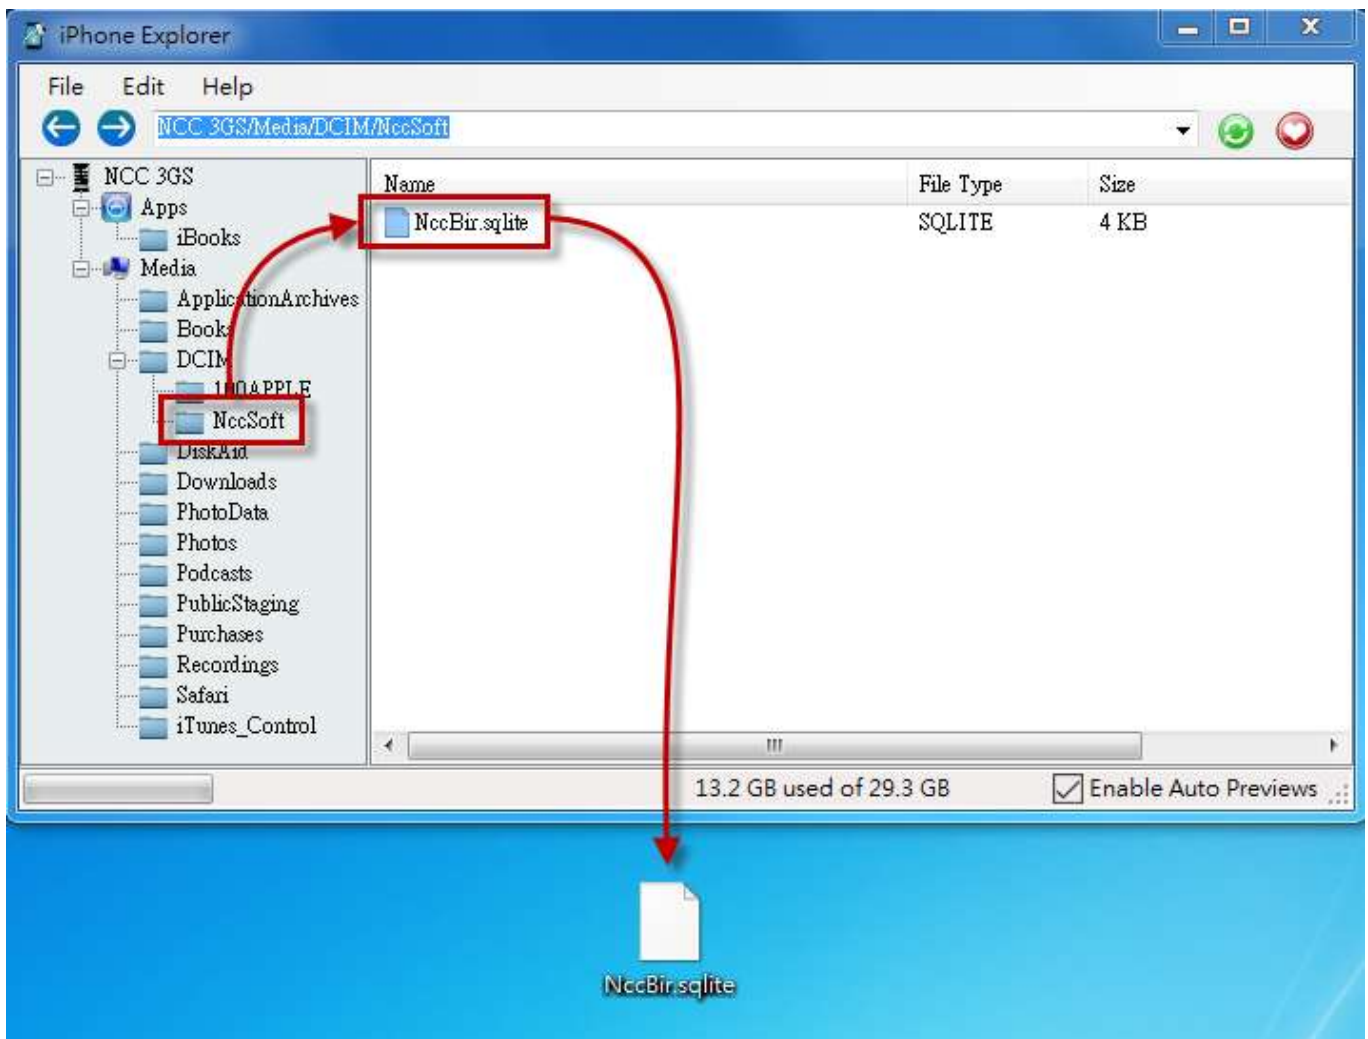 iPhone Explorer
File Edit Help
NCC 3GS/Media/DCIM/NccSoft
NCC 3GS
Apps
iBooks
Media
ApplicationArchives
Books
DCIM
100APPLE
NccSoft
DiskAid
Downloads
PhotoData
Photos
Podcasts
PublicStaging
Purchases
Recordings
Safari
iTunes_Control
Name File Type Size
NccBir.sqlite SQLITE 4 KB
13.2 GB used of 29.3 GB Enable Auto Previews
NccBir.sqlite